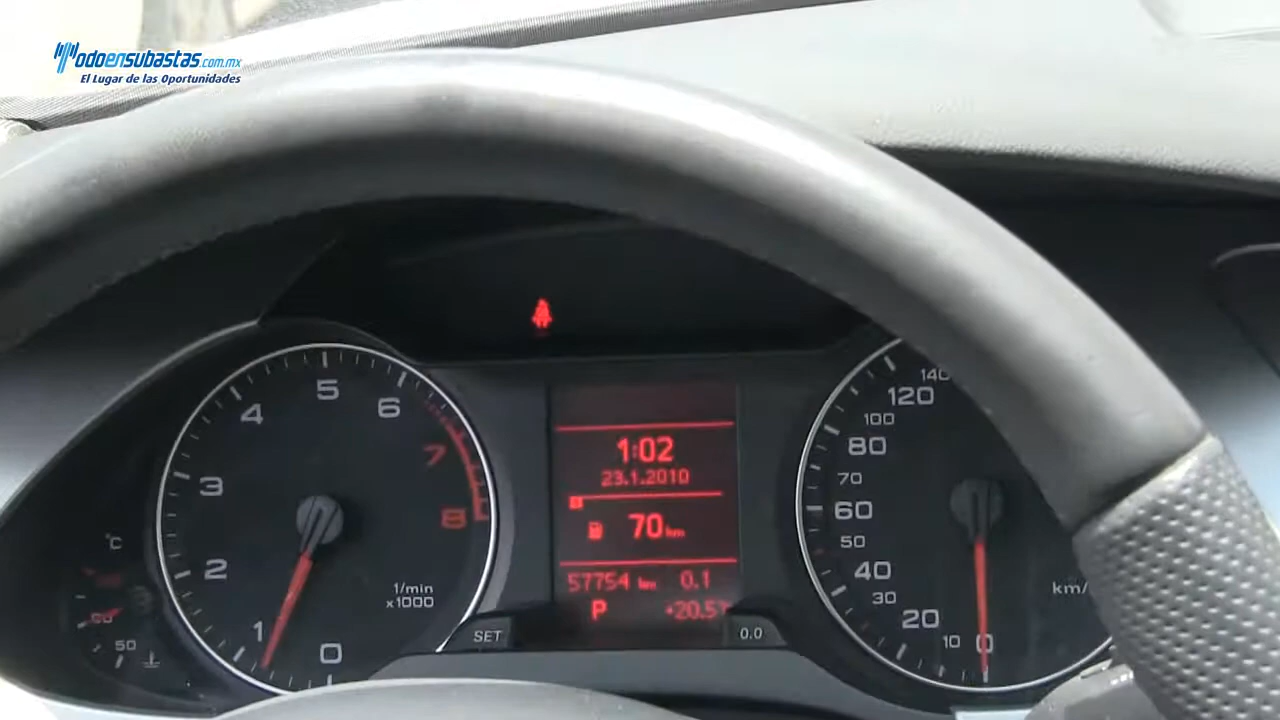 todoensubastas.com.mx
El Lugar de las Oportunidades
1:02
23.1.2010
70 km
57754 km 0.1
P +20.5
SET
0.0
0
1
2
3
4
5
6
7
8
1/min
x1000
°C
50
0
10
20
30
40
50
60
70
80
100
120
140
km/